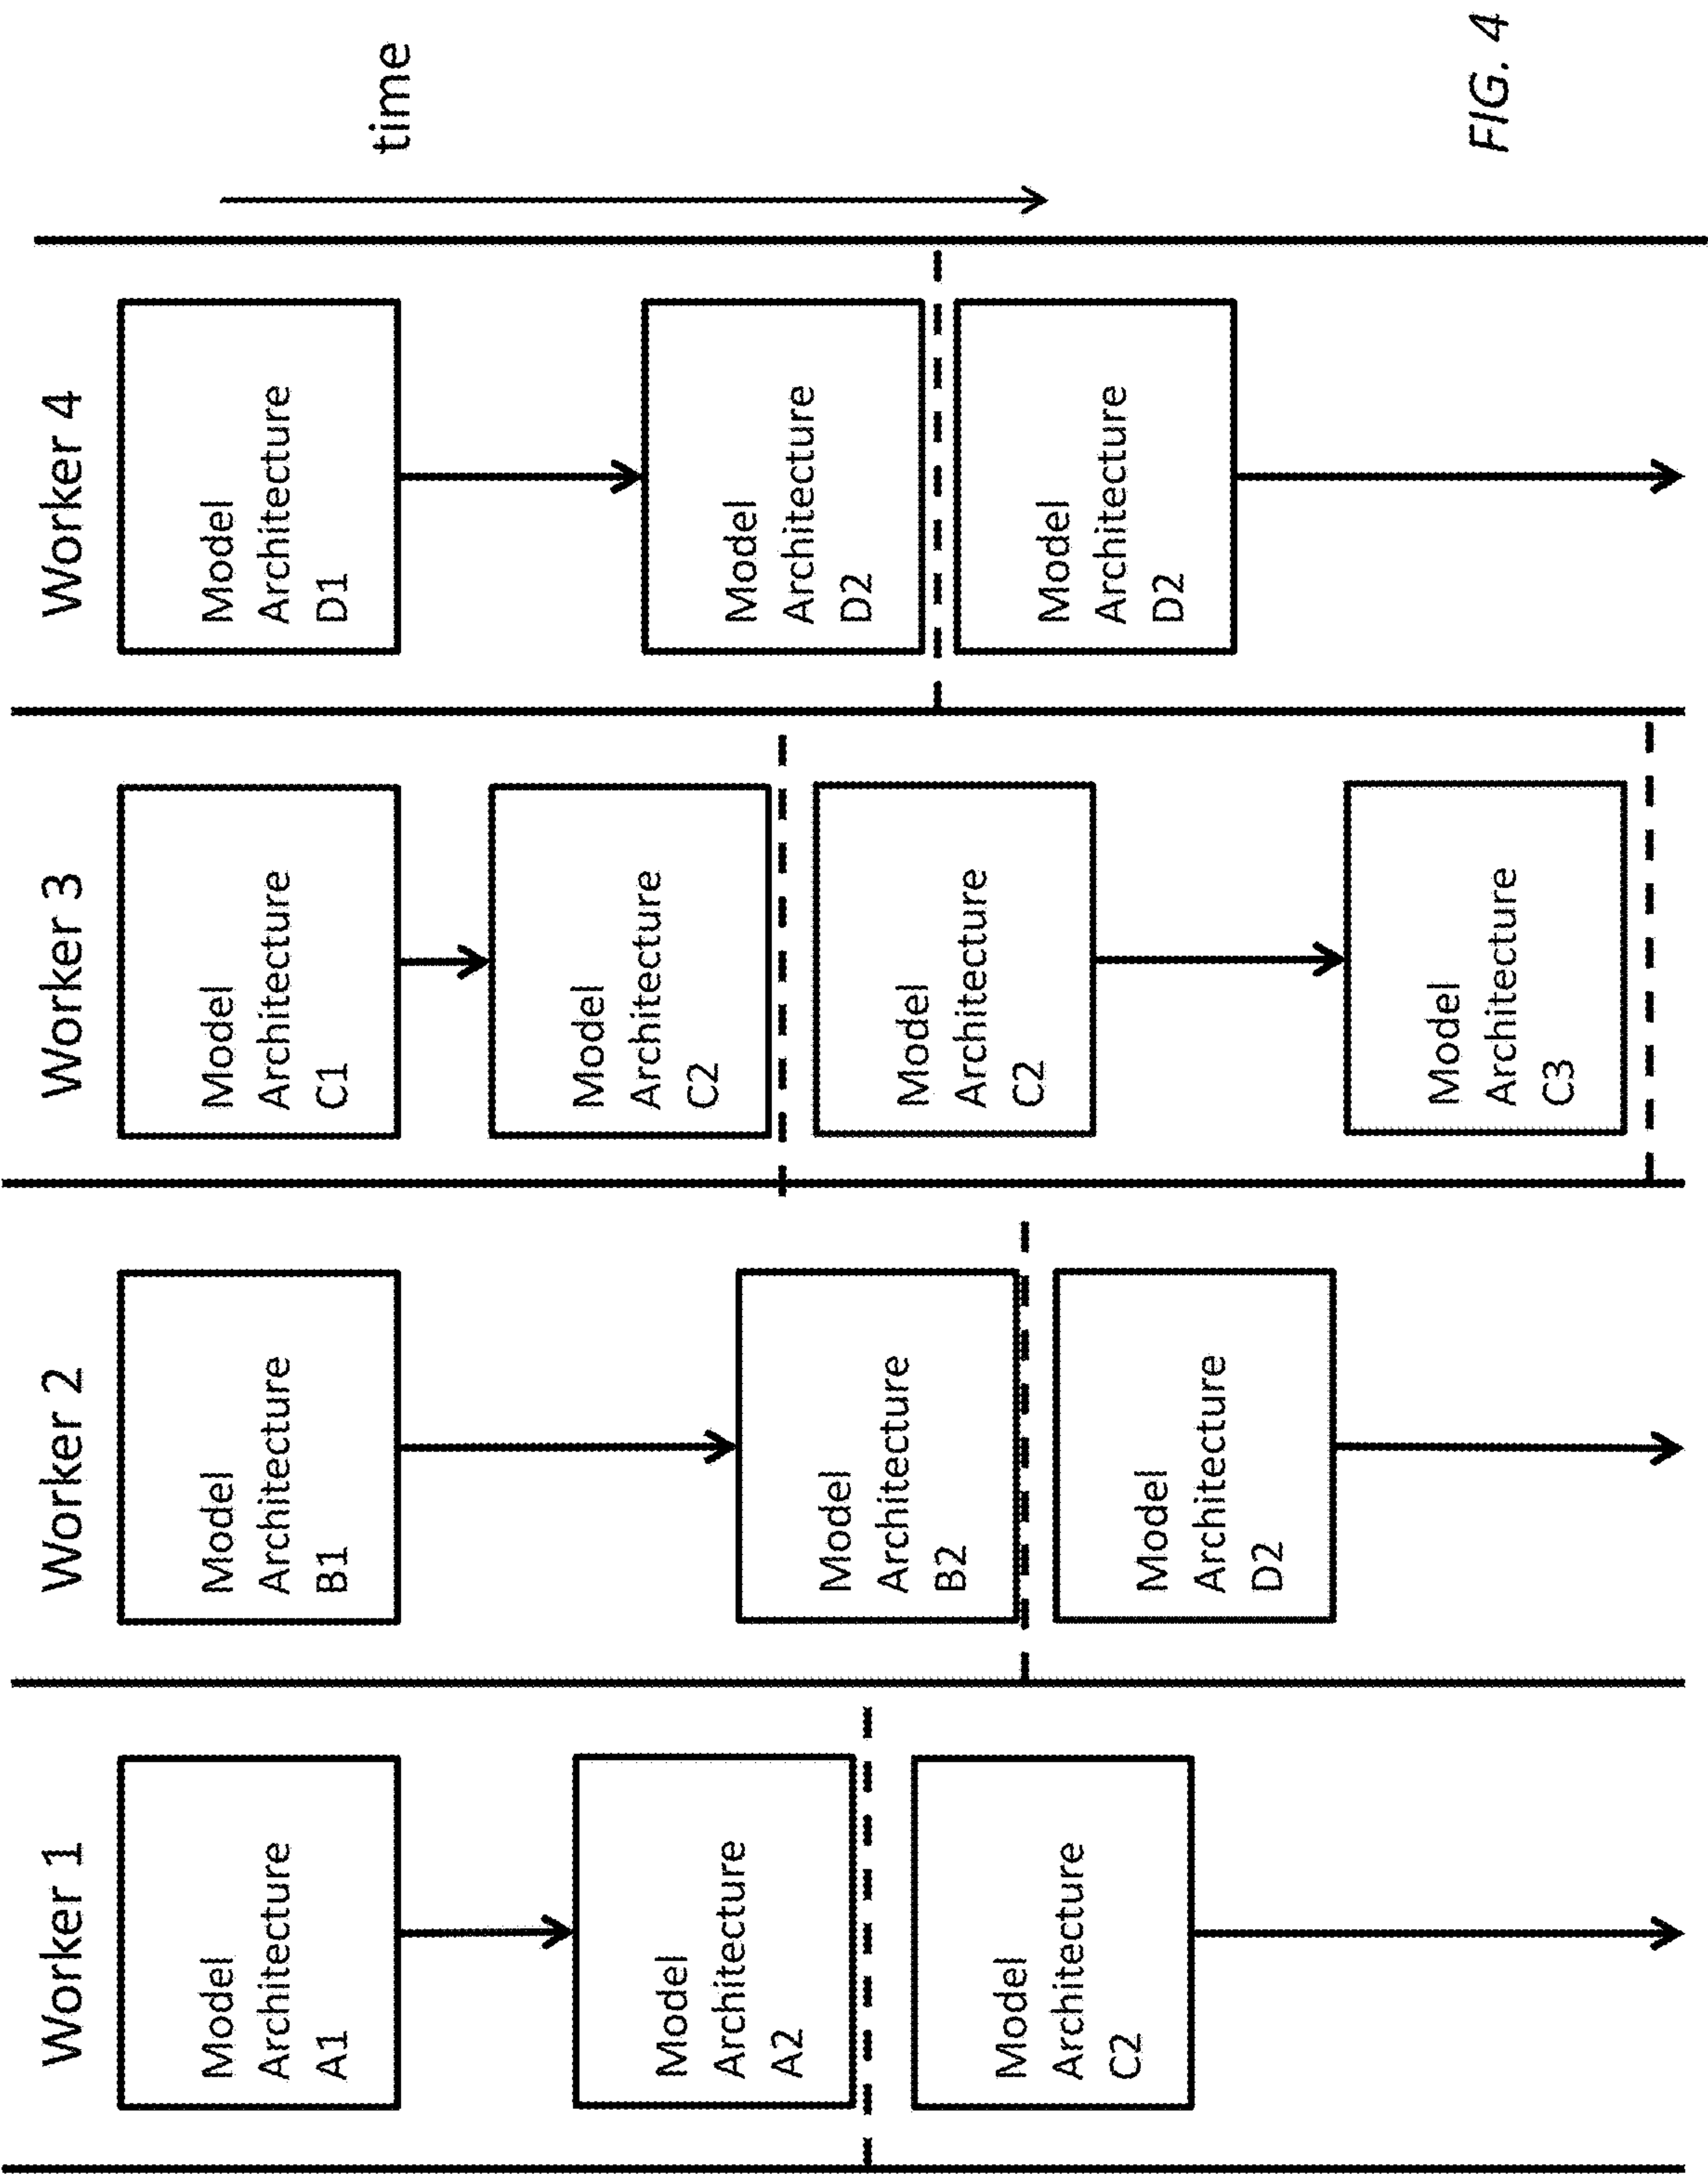 Worker 1
Worker 2
Worker 3
Worker 4
Model
Architecture
A1
Model
Architecture
B1
Model
Architecture
C1
Model
Architecture
D1
time
Model
Architecture
A2
Model
Architecture
B2
Model
Architecture
C2
Model
Architecture
D2
Model
Architecture
C2
Model
Architecture
D2
Model
Architecture
C2
Model
Architecture
D2
Model
Architecture
C3
FIG. 4